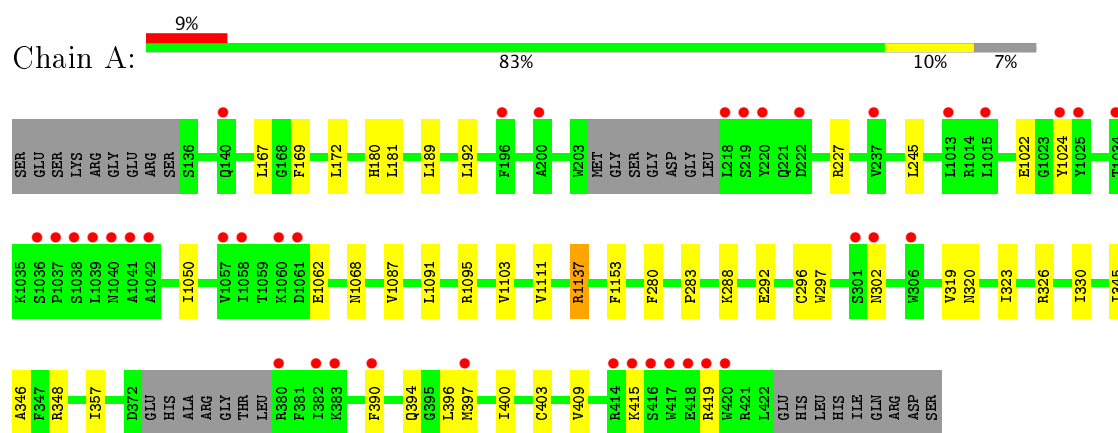 9%
Chain A:
83% 10% 7%
SER GLU SER LYS ARG GLY GLU ARG SER S136 Q140 L167 G168 F169 L172 H180 L181 L189 L192 F196 A200 W203 MET GLY SER GLY ASP GLY LEU L218 S219 Y220 Q221 D222 R227 V237 L245 L1013 R1014 L1015 E1022 G1023 Y1024 Y1025 T1034
K1035 S1036 P1037 S1038 L1039 N1040 A1041 A1042 I1050 V1057 I1058 T1059 K1060 D1061 E1062 N1068 V1087 L1091 R1095 V1103 V1111 R1137 F1153 F280 P283 K288 E292 C296 W297 S301 N302 W306 V319 N320 I323 R326 I330 I345
A346 F347 R348 I357 D372 GLU HIS ALA ARG GLY THR LEU R380 F381 I382 K383 F390 Q394 G395 L396 M397 I400 C403 V409 R414 K415 S416 W417 E418 R419 W420 R421 L422 GLU HIS LEU HIS ILE GLN ARG ASP SER